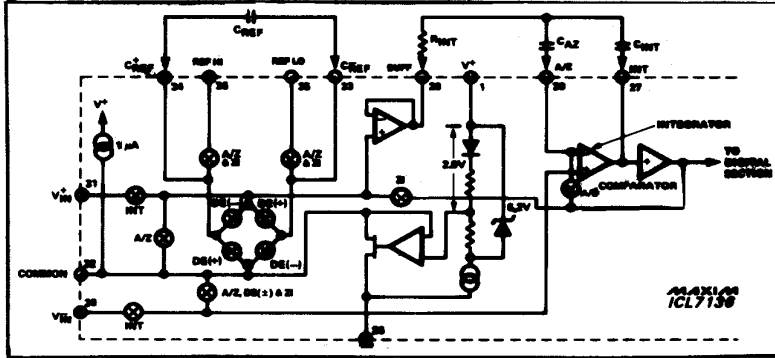 CREF
RINT
CAZ
CINT
C+REF
REF HI
REF LO
C-REF
BUFF
V+
A/Z
INT
34
36
35
33
28
1
29
27
V+
1 μA
A/Z & ZI
A/Z & ZI
INTEGRATOR
TO DIGITAL SECTION
2.8V
ZI
6.2V
COMPARATOR
V+IN
31
INT
DE(-)
DE(+)
A/Z
DE(+)
DE(-)
COMMON
32
A/Z, DE(±) & ZI
V-IN
30
INT
MAXIM
ICL7136